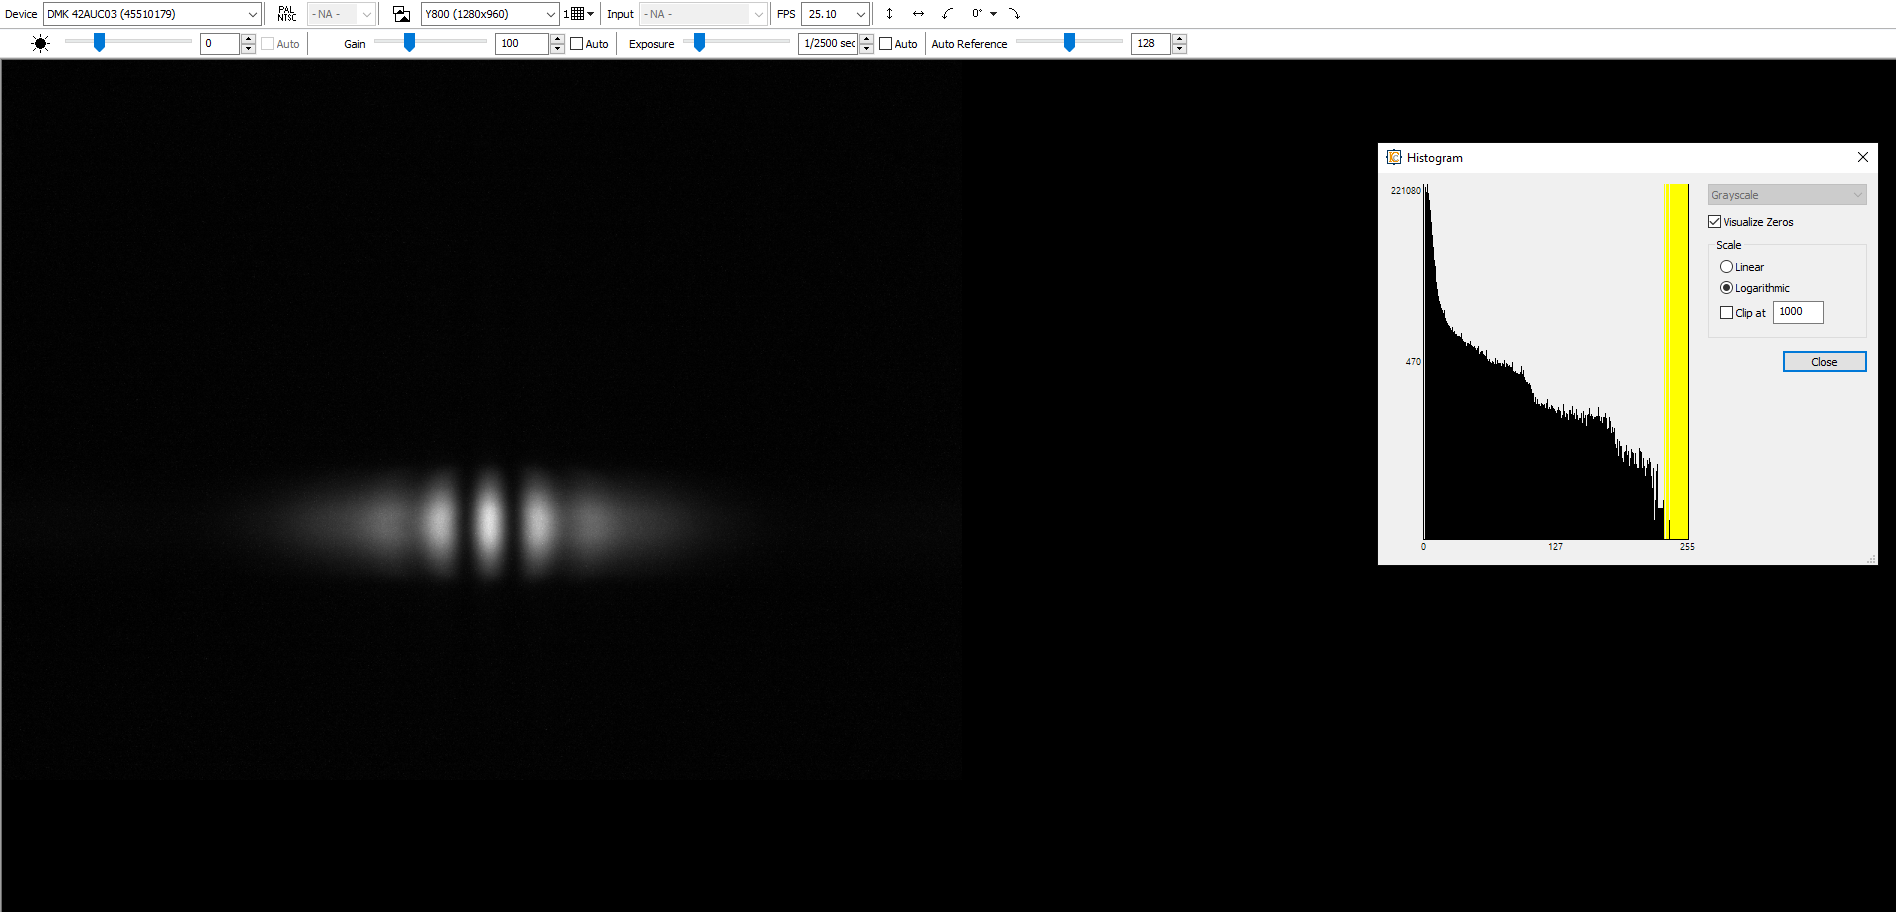 Device DMK 42AUC03 (45510179) PAL NTSC - NA - Y800 (1280x960) 1 Input - NA - FPS 25.10 0°
0 Auto Gain 100 Auto Exposure 1/2500 sec Auto Auto Reference 128
Histogram
221080
470
0 127 255
Grayscale
Visualize Zeros
Scale
Linear
Logarithmic
Clip at 1000
Close